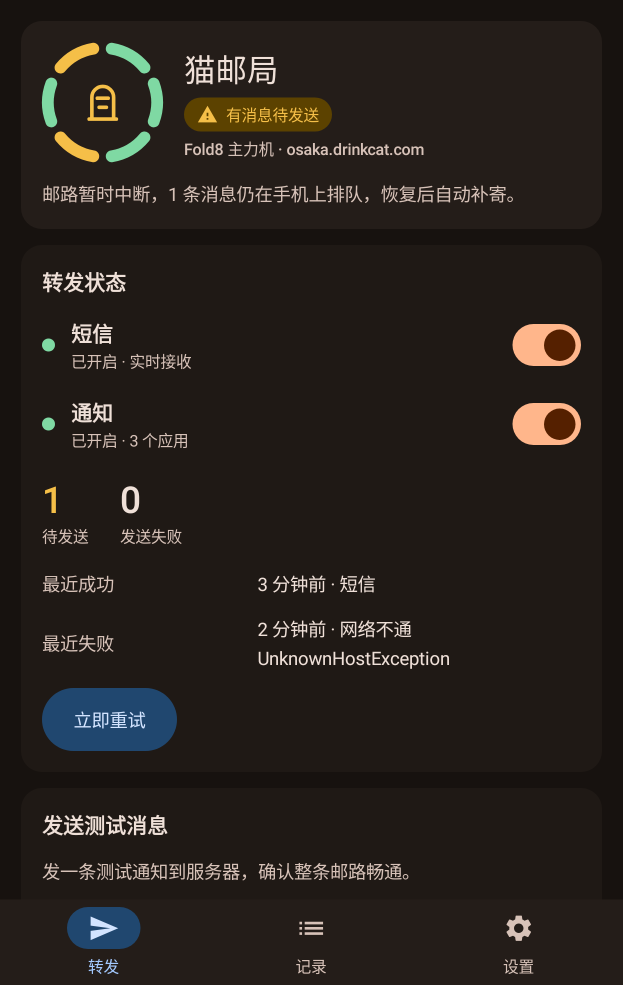 猫邮局
有消息待发送
Fold8 主力机 · osaka.drinkcat.com
邮路暂时中断，1 条消息仍在手机上排队，恢复后自动补寄。
转发状态
短信
已开启 · 实时接收
通知
已开启 · 3 个应用
1 0
待发送 发送失败
最近成功 3 分钟前 · 短信
最近失败 2 分钟前 · 网络不通
UnknownHostException
立即重试
发送测试消息
发一条测试通知到服务器，确认整条邮路畅通。
转发 记录 设置